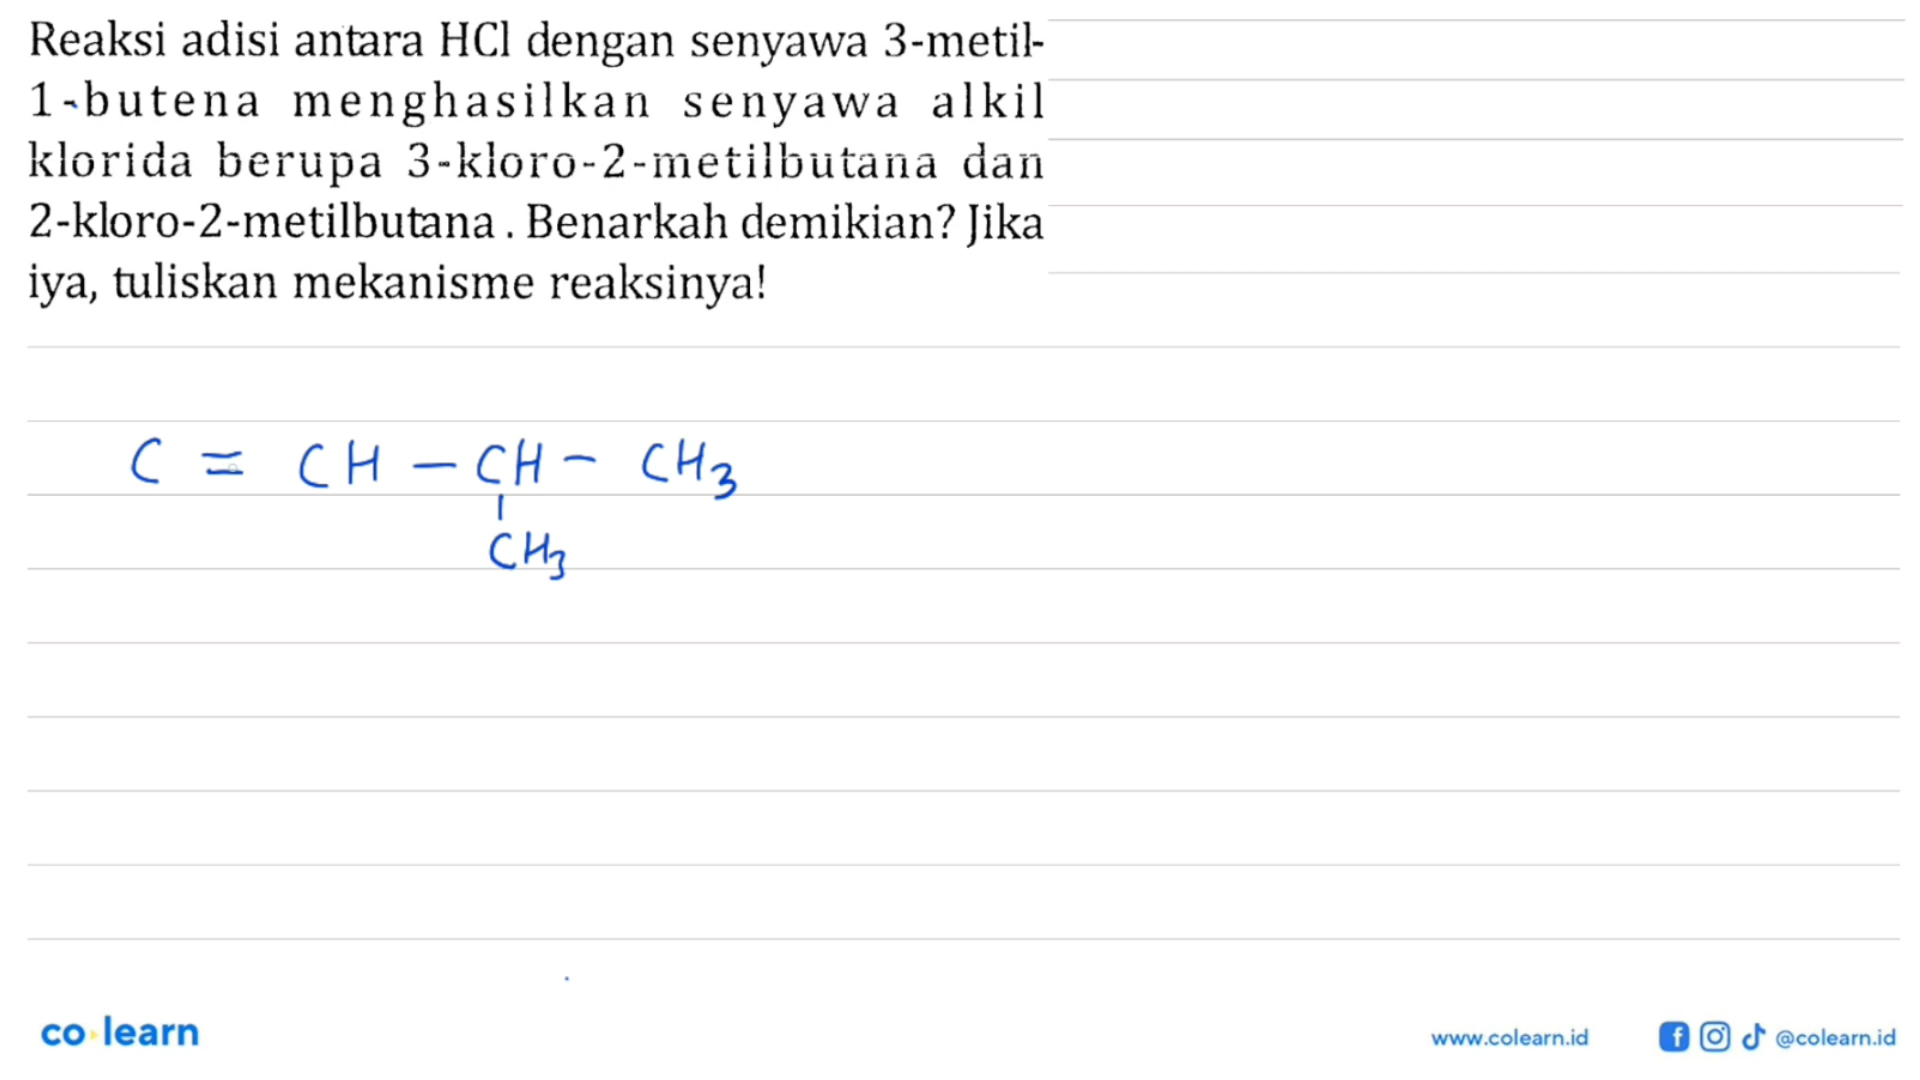 Reaksi adisi antara HCl dengan senyawa 3-metil-
1-butena menghasilkan senyawa alkil
klorida berupa 3-kloro-2-metilbutana dan
2-kloro-2-metilbutana. Benarkah demikian? Jika
iya, tuliskan mekanisme reaksinya!
C = CH - CH - CH3
CH3
co learn
www.colearn.id
@colearn.id